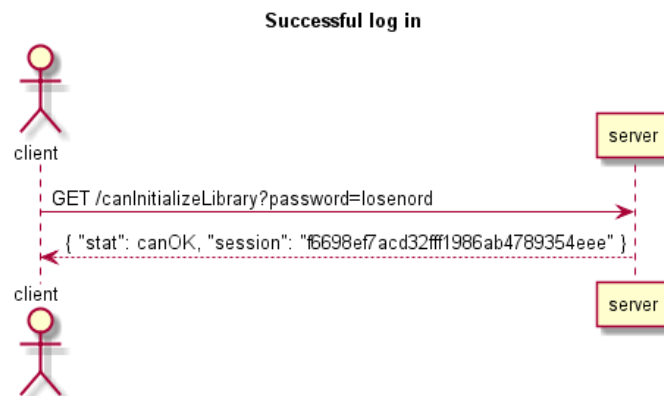 Successful log in
client
server
GET /canInitializeLibrary?password=losenord
{ "stat": canOK, "session": "f6698ef7acd32fff1986ab4789354eee" }
client
server